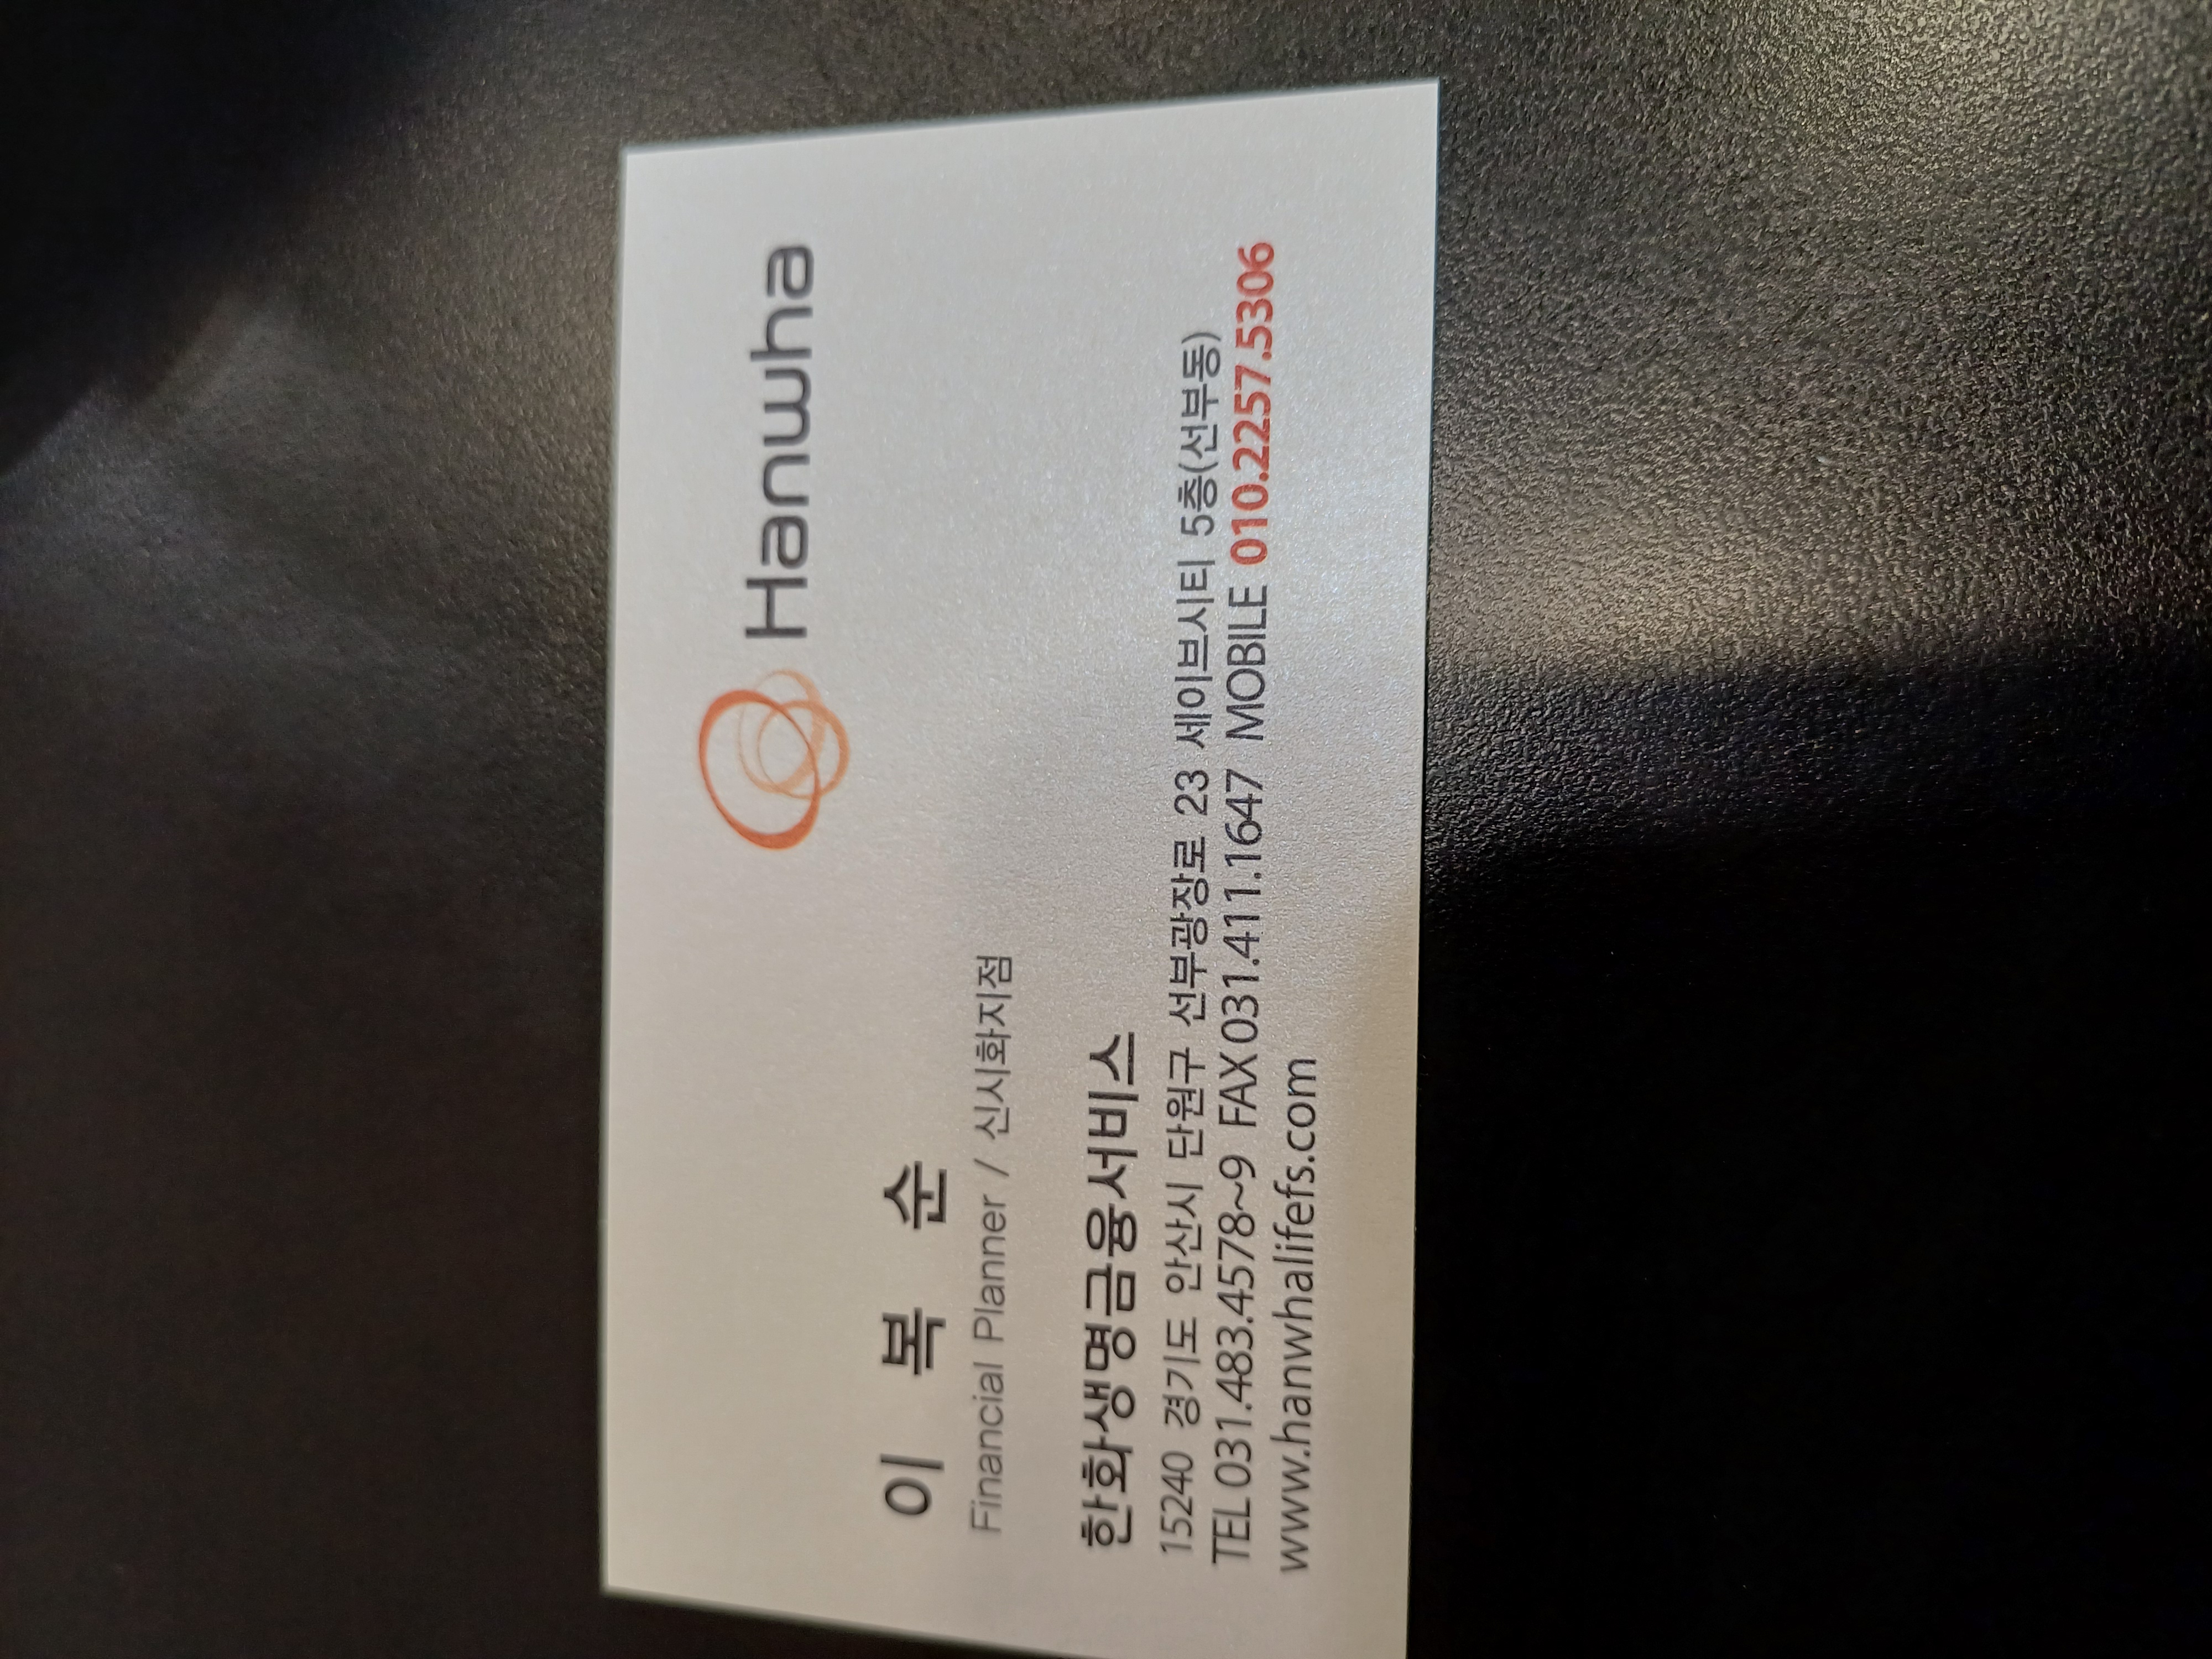 Hanwha
이 복 순
Financial Planner / 신시화지점
한화생명금융서비스
15240 경기도 안산시 단원구 선부광장로 23 세이브시티 5층(선부동)
TEL 031.483.4578~9 FAX 031.411.1647 MOBILE 010.2257.5306
www.hanwhalifefs.com